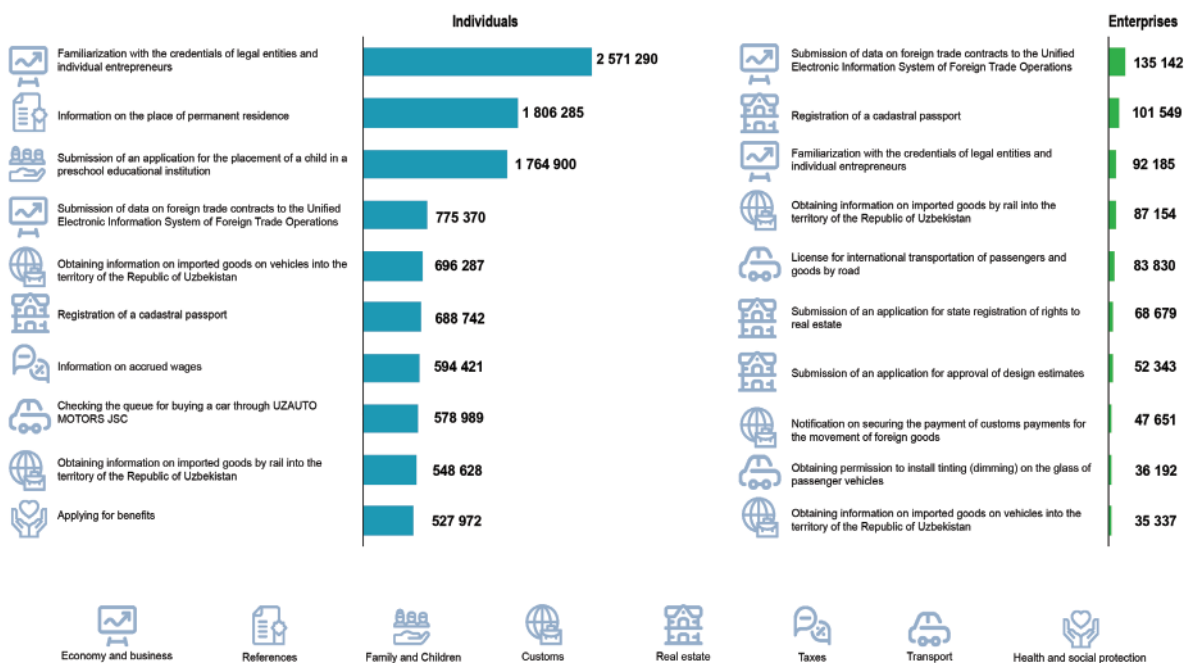 Individuals
Familiarization with the credentials of legal entities and
individual entrepreneurs
2 571 290
Information on the place of permanent residence
1 806 285
Submission of an application for the placement of a child in a
preschool educational institution
1 764 900
Submission of data on foreign trade contracts to the Unified
Electronic Information System of Foreign Trade Operations
775 370
Obtaining information on imported goods on vehicles into the
territory of the Republic of Uzbekistan
696 287
Registration of a cadastral passport
688 742
Information on accrued wages
594 421
Checking the queue for buying a car through UZAUTO
MOTORS JSC
578 989
Obtaining information on imported goods by rail into the
territory of the Republic of Uzbekistan
548 628
Applying for benefits
527 972
Enterprises
Submission of data on foreign trade contracts to the Unified
Electronic Information System of Foreign Trade Operations
135 142
Registration of a cadastral passport
101 549
Familiarization with the credentials of legal entities and
individual entrepreneurs
92 185
Obtaining information on imported goods by rail into the
territory of the Republic of Uzbekistan
87 154
License for international transportation of passengers and
goods by road
83 830
Submission of an application for state registration of rights to
real estate
68 679
Submission of an application for approval of design estimates
52 343
Notification on securing the payment of customs payments for
the movement of foreign goods
47 651
Obtaining permission to install tinting (dimming) on the glass of
passenger vehicles
36 192
Obtaining information on imported goods on vehicles into the
territory of the Republic of Uzbekistan
35 337
Economy and business
References
Family and Children
Customs
Real estate
Taxes
Transport
Health and social protection